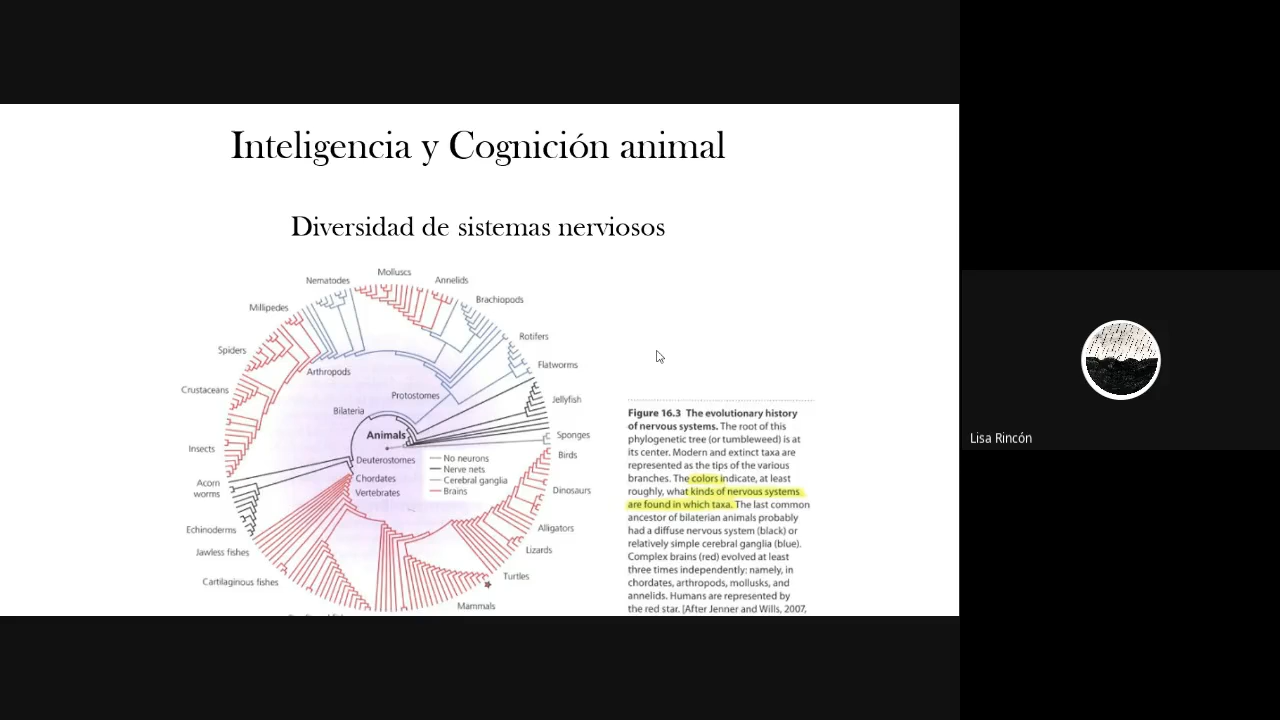 Inteligencia y Cognición animal
Diversidad de sistemas nerviosos
Molluscs
Nematodes
Annelids
Brachiopods
Millipedes
Rotifers
Spiders
Flatworms
Arthropods
Crustaceans
Protostomes
Jellyfish
Bilateria
Animals
Sponges
Insects
Birds
Deuterostomes
No neurons
Nerve nets
Cerebral ganglia
Brains
Chordates
Vertebrates
Acorn
worms
Dinosaurs
Echinoderms
Alligators
Jawless fishes
Lizards
Cartilaginous fishes
Turtles
Mammals
Figure 16.3 The evolutionary history
of nervous systems. The root of this
phylogenetic tree (or tumbleweed) is at
its center. Modern and extinct taxa are
represented as the tips of the various
branches. The colors indicate, at least
roughly, what kinds of nervous systems
are found in which taxa. The last common
ancestor of bilaterian animals probably
had a diffuse nervous system (black) or
relatively simple cerebral ganglia (blue).
Complex brains (red) evolved at least
three times independently: namely, in
chordates, arthropods, mollusks, and
annelids. Humans are represented by
the red star. [After Jenner and Wills, 2007,
Lisa Rincón